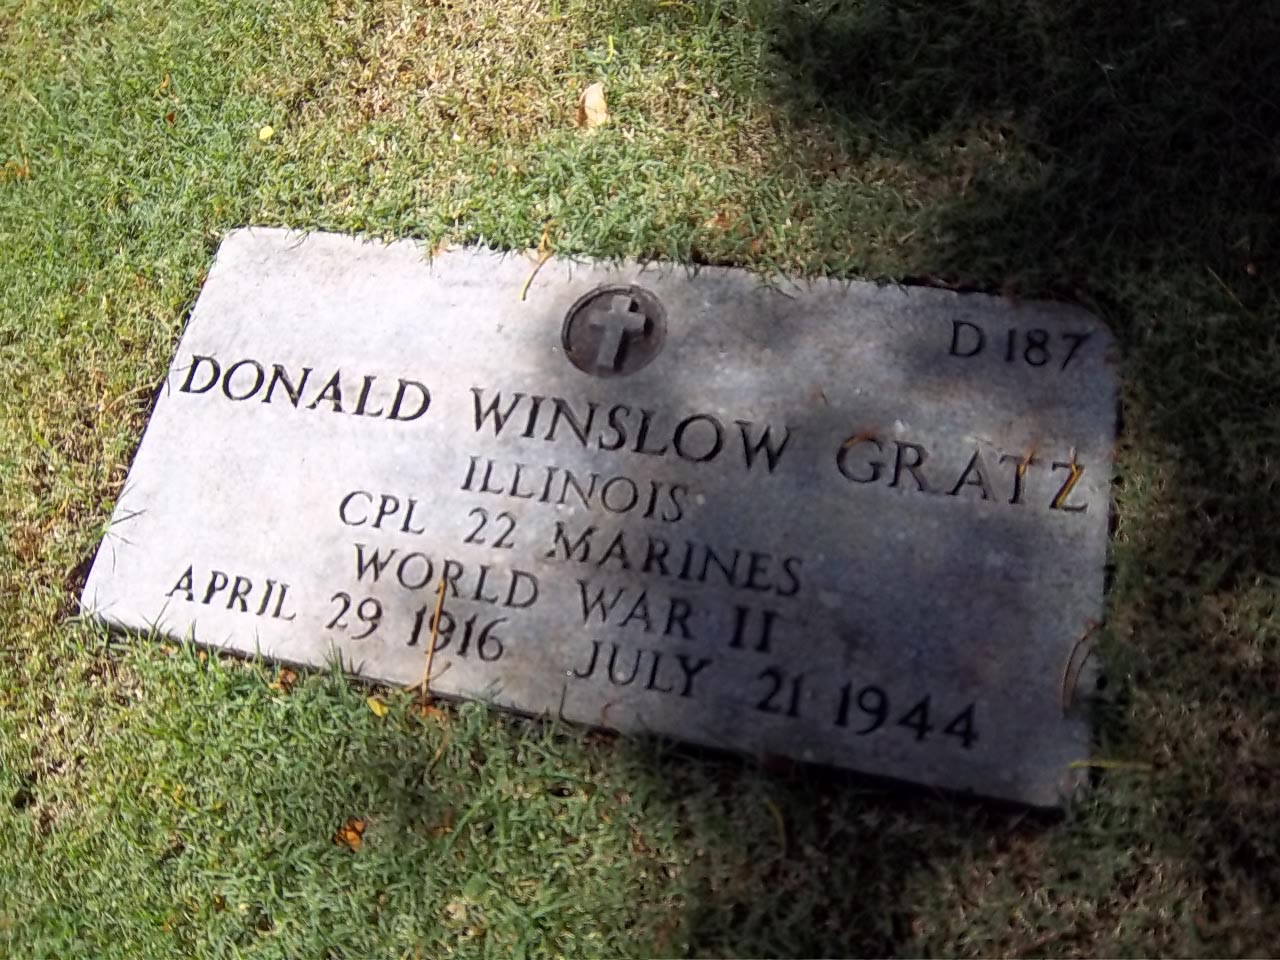 D 187
DONALD WINSLOW GRATZ
ILLINOIS
CPL 22 MARINES
WORLD WAR II
APRIL 29 1916 JULY 21 1944